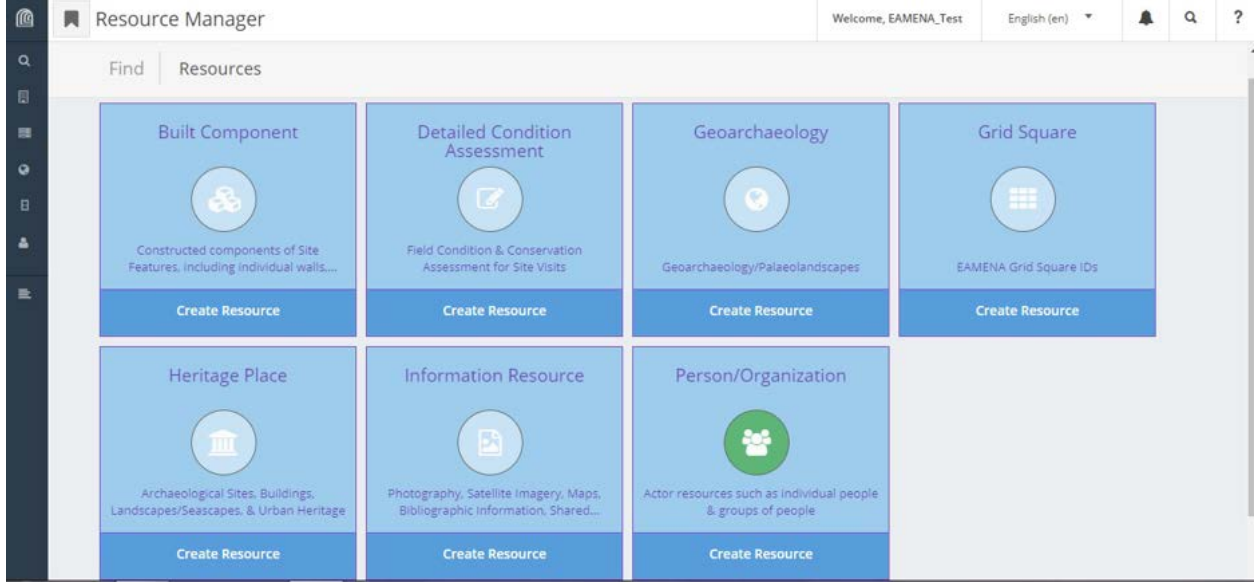 Resource Manager
Welcome, EAMENA_Test
English (en)
?
Find
Resources
Built Component
Constructed components of Site
Features, including individual walls,...
Create Resource
Detailed Condition
Assessment
Field Condition & Conservation
Assessment for Site Visits
Create Resource
Geoarchaeology
Geoarchaeology/Palaeolandscapes
Create Resource
Grid Square
EAMENA Grid Square IDs
Create Resource
Heritage Place
Archaeological Sites, Buildings,
Landscapes/Seascapes, & Urban Heritage
Create Resource
Information Resource
Photography, Satellite Imagery, Maps,
Bibliographic Information, Shared...
Create Resource
Person/Organization
Actor resources such as individual people
& groups of people
Create Resource